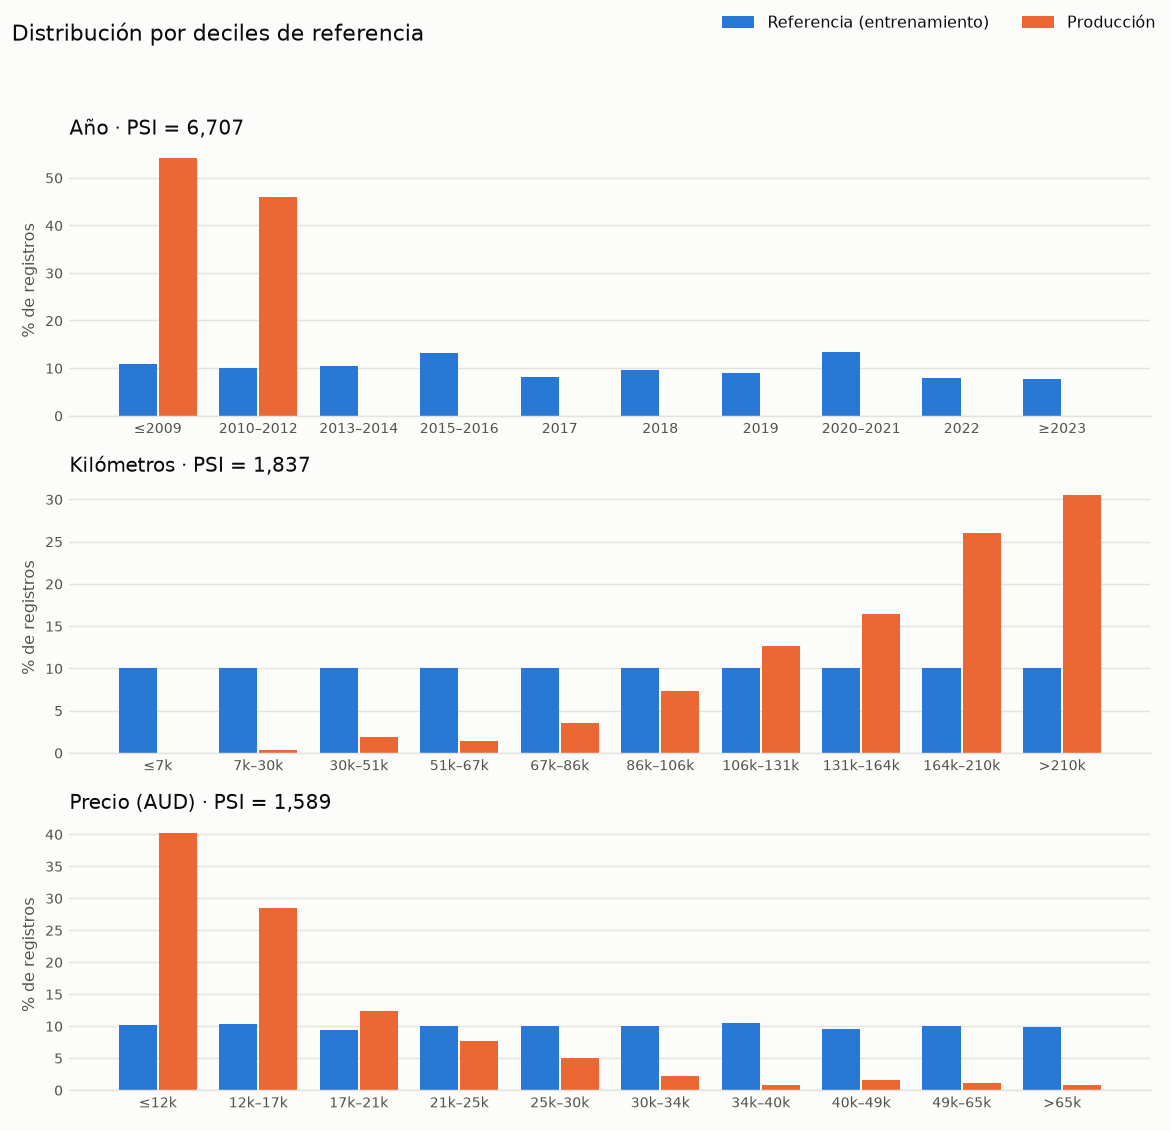 Distribución por deciles de referencia
Referencia (entrenamiento) Producción
Año · PSI = 6,707
% de registros
50
40
30
20
10
0
≤2009 2010–2012 2013–2014 2015–2016 2017 2018 2019 2020–2021 2022 ≥2023
Kilómetros · PSI = 1,837
% de registros
30
25
20
15
10
5
0
≤7k 7k–30k 30k–51k 51k–67k 67k–86k 86k–106k 106k–131k 131k–164k 164k–210k >210k
Precio (AUD) · PSI = 1,589
% de registros
40
35
30
25
20
15
10
5
0
≤12k 12k–17k 17k–21k 21k–25k 25k–30k 30k–34k 34k–40k 40k–49k 49k–65k >65k